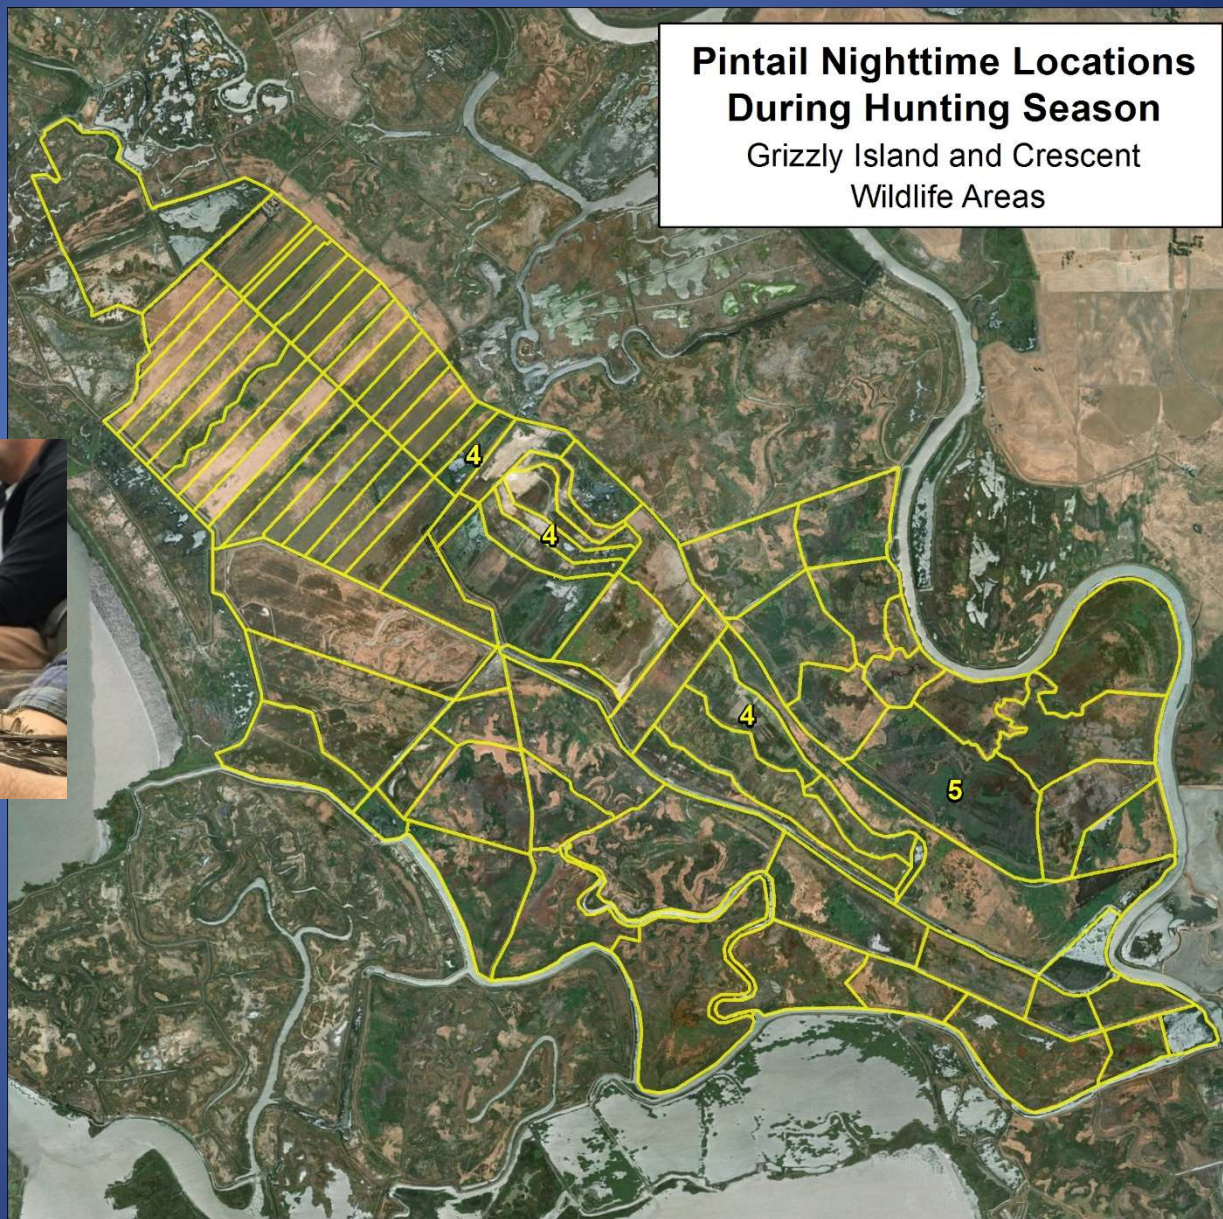 Pintail Nighttime Locations
During Hunting Season
Grizzly Island and Crescent
Wildlife Areas
4
4
4
5